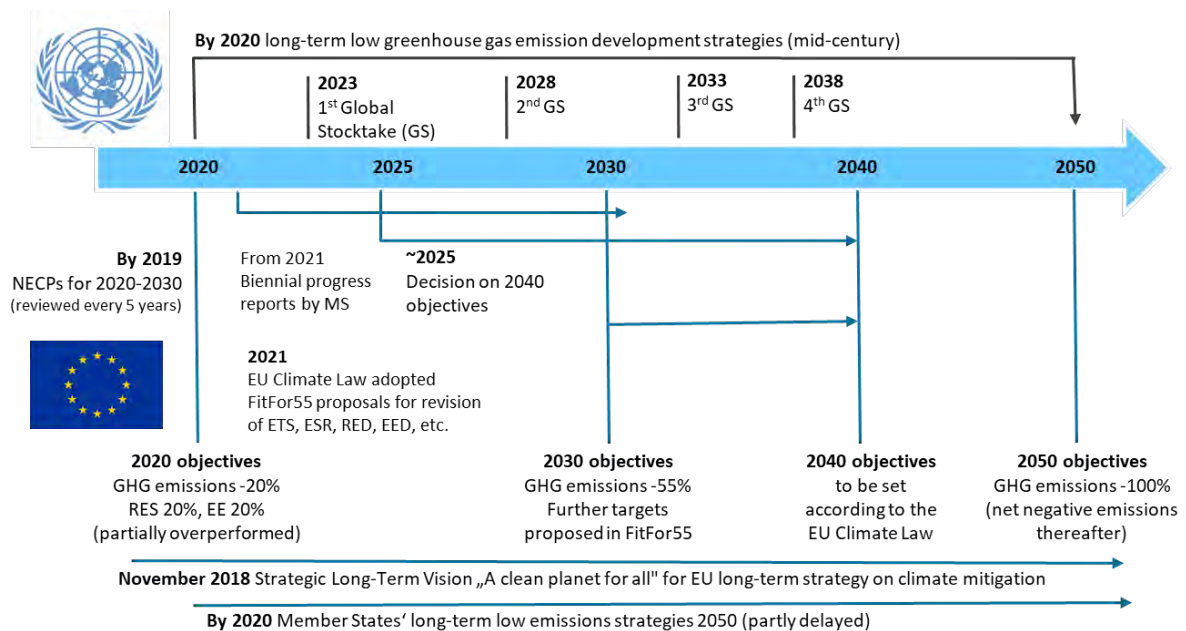 By 2020 long-term low greenhouse gas emission development strategies (mid-century)
2023
1st Global
Stocktake (GS)
2028
2nd GS
2033
3rd GS
2038
4th GS
2020
2025
2030
2040
2050
By 2019
NECPs for 2020-2030
(reviewed every 5 years)
From 2021
Biennial progress
reports by MS
~2025
Decision on 2040
objectives
2021
EU Climate Law adopted
FitFor55 proposals for revision
of ETS, ESR, RED, EED, etc.
2020 objectives
GHG emissions -20%
RES 20%, EE 20%
(partially overperformed)
2030 objectives
GHG emissions -55%
Further targets
proposed in FitFor55
2040 objectives
to be set
according to the
EU Climate Law
2050 objectives
GHG emissions -100%
(net negative emissions
thereafter)
November 2018 Strategic Long-Term Vision „A clean planet for all" for EU long-term strategy on climate mitigation
By 2020 Member States‘ long-term low emissions strategies 2050 (partly delayed)